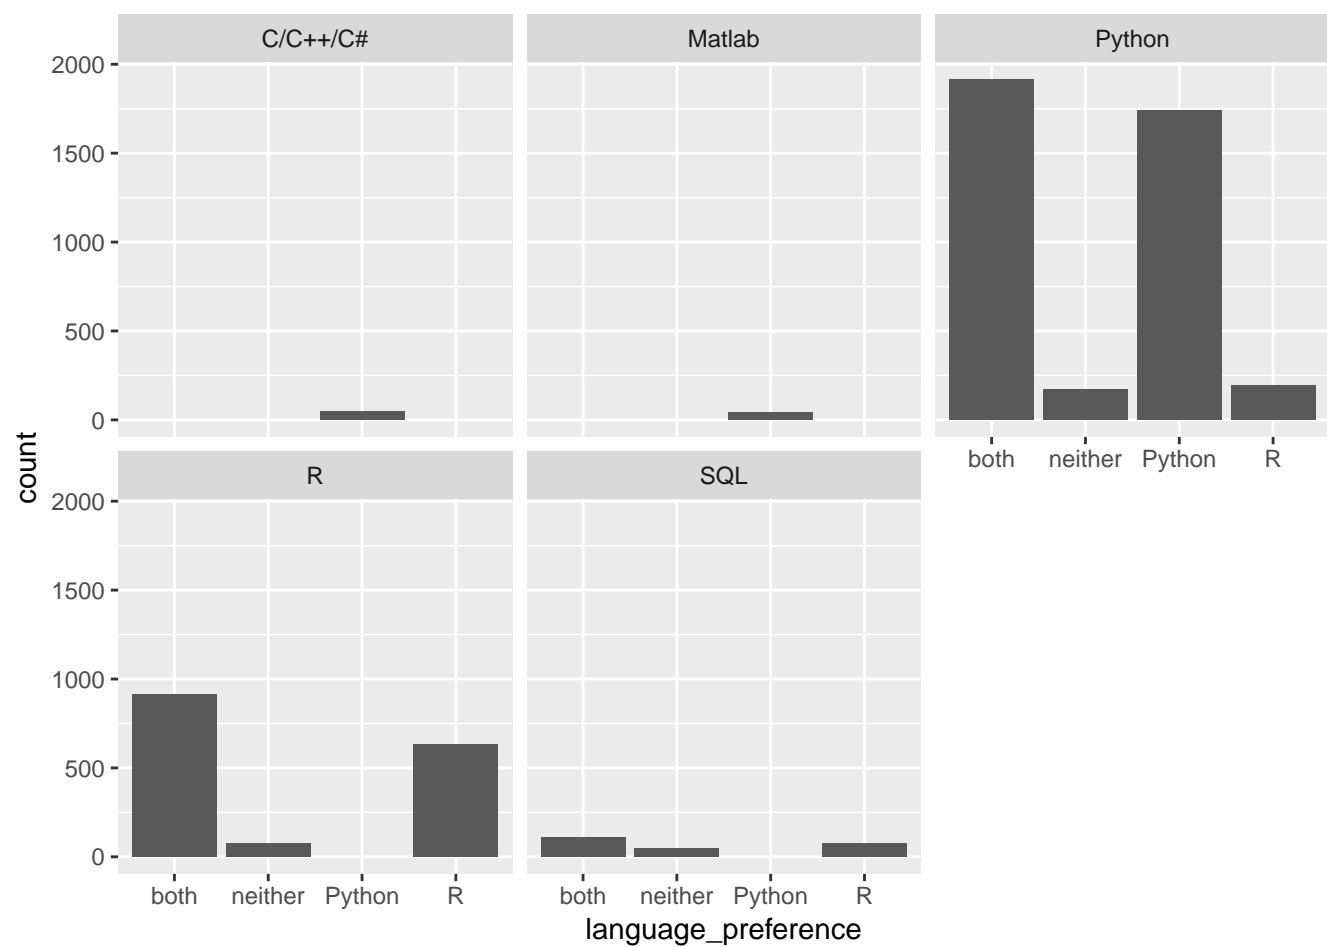 C/C++/C#
Matlab
Python
2000
1500
1000
500
0
both neither Python R
count
R
SQL
2000
1500
1000
500
0
both neither Python R
both neither Python R
language_preference